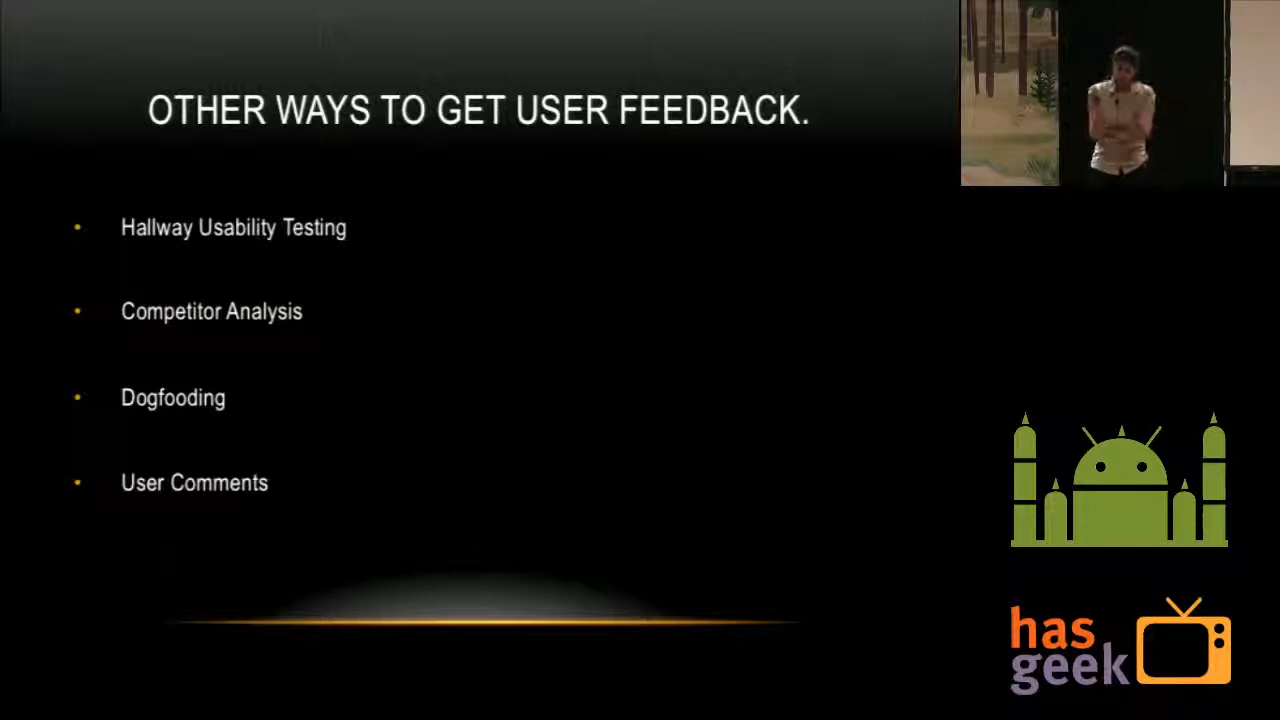 OTHER WAYS TO GET USER FEEDBACK.
Hallway Usability Testing
Competitor Analysis
Dogfooding
User Comments
has
geek